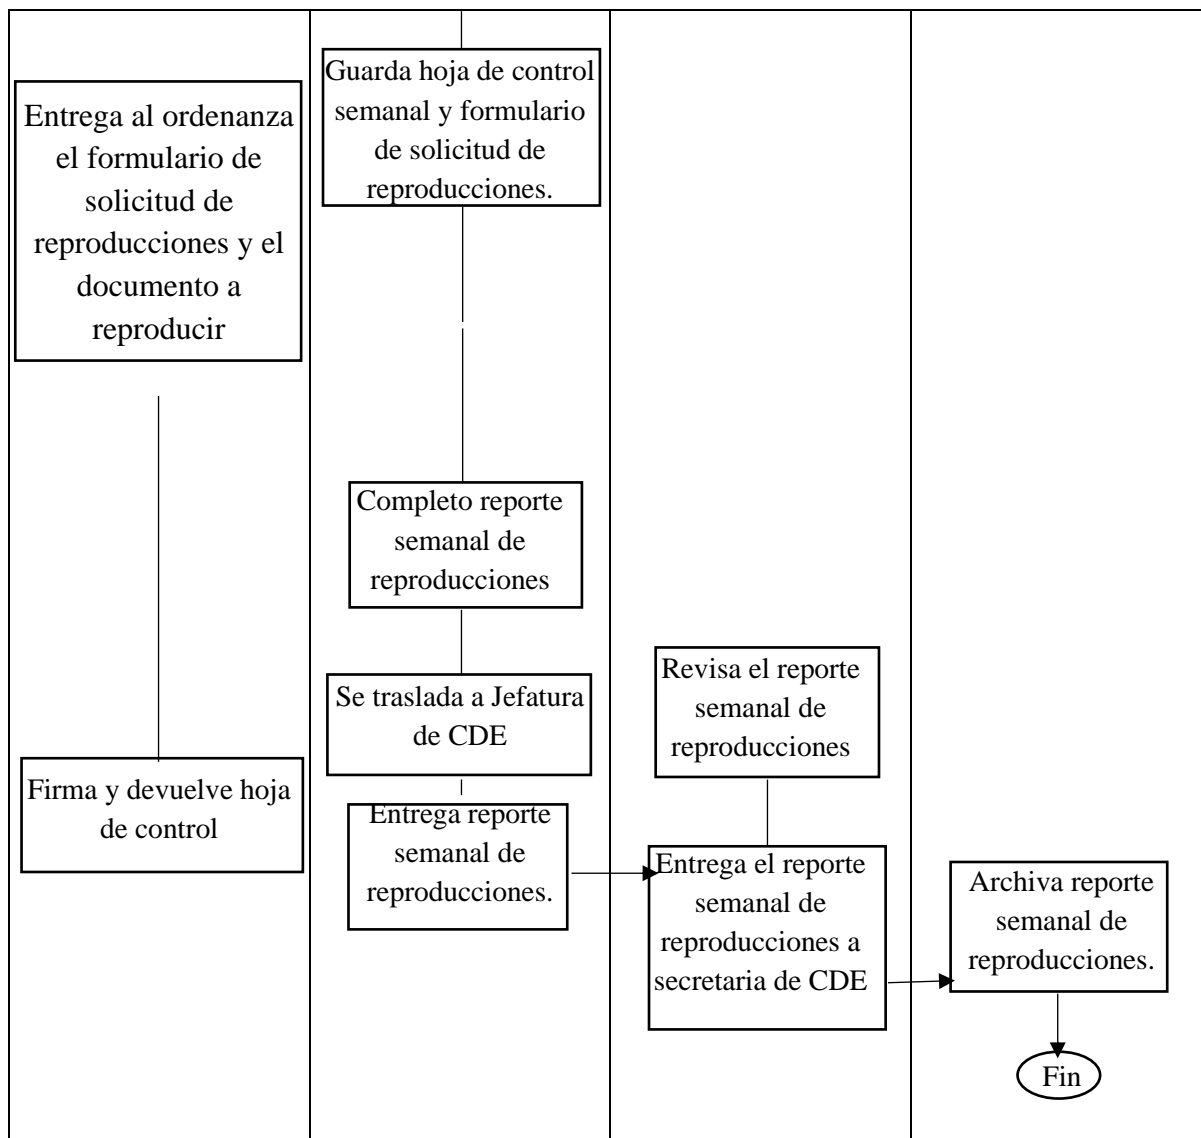 Entrega al ordenanza
el formulario de
solicitud de
reproducciones y el
documento a
reproducir
Firma y devuelve hoja
de control
Guarda hoja de control
semanal y formulario
de solicitud de
reproducciones.
Completo reporte
semanal de
reproducciones
Se traslada a Jefatura
de CDE
Entrega reporte
semanal de
reproducciones.
Revisa el reporte
semanal de
reproducciones
Entrega el reporte
semanal de
reproducciones a
secretaria de CDE
Archiva reporte
semanal de
reproducciones.
Fin